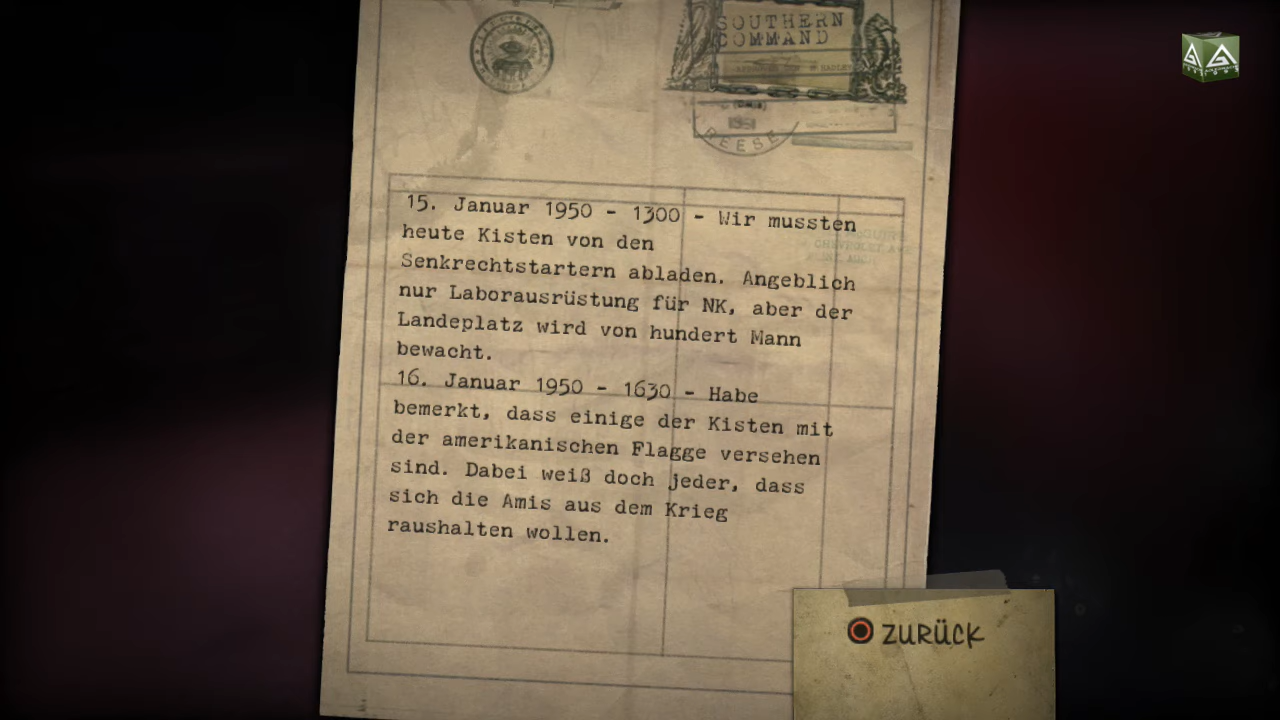 SOUTHERN
COMMAND
1951
REESE
15. Januar 1950 - 1300 - Wir mussten
heute Kisten von den
Senkrechtstartern abladen. Angeblich
nur Laborausrüstung für NK, aber der
Landeplatz wird von hundert Mann
bewacht.
16. Januar 1950 - 1630 - Habe
bemerkt, dass einige der Kisten mit
der amerikanischen Flagge versehen
sind. Dabei weiß doch jeder, dass
sich die Amis aus dem Krieg
raushalten wollen.
ZURÜCK